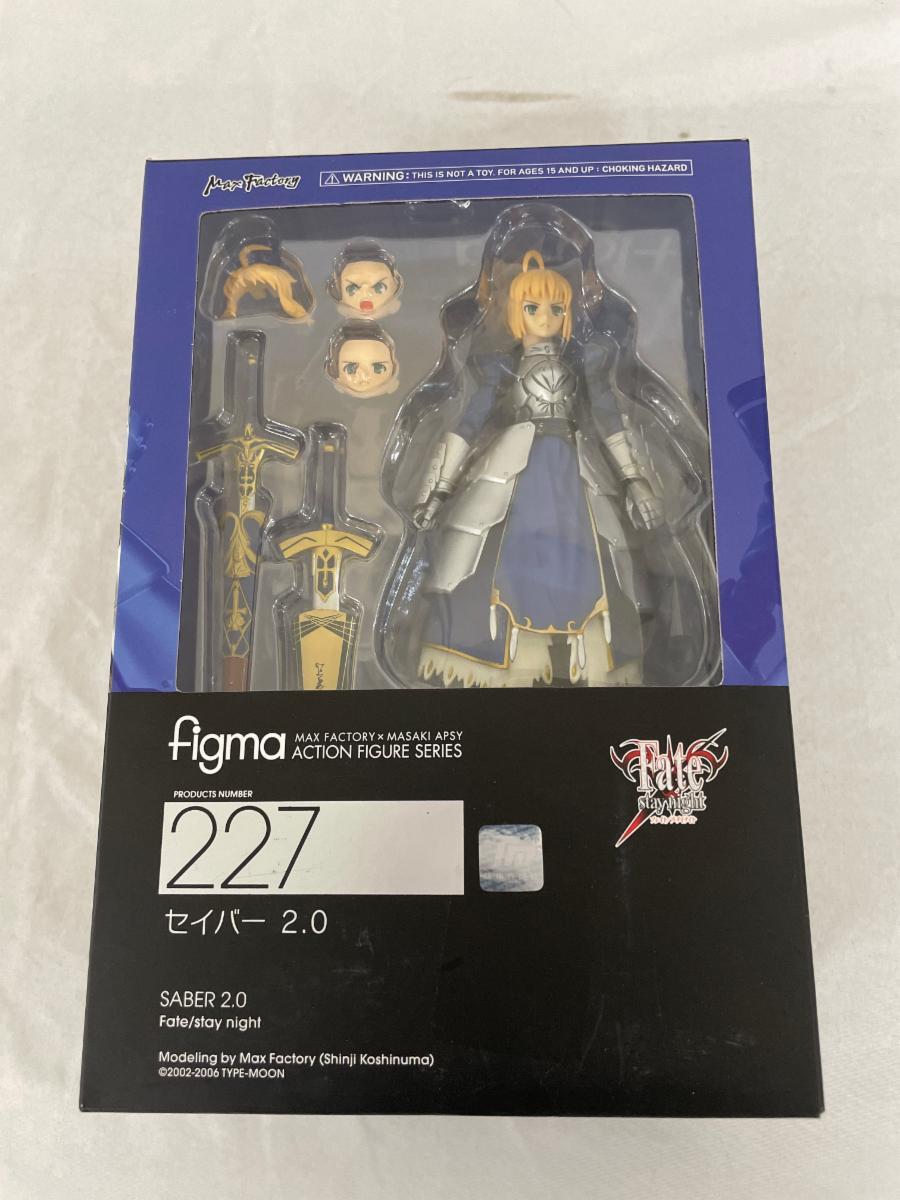 Max Factory
WARNING: THIS IS NOT A TOY. FOR AGES 15 AND UP : CHOKING HAZARD
figma
MAX FACTORY × MASAKI APSY
ACTION FIGURE SERIES
Fate
stay night
PRODUCTS NUMBER
227
セイバー 2.0
SABER 2.0
Fate/stay night
Modeling by Max Factory (Shinji Koshinuma)
©2002-2006 TYPE-MOON